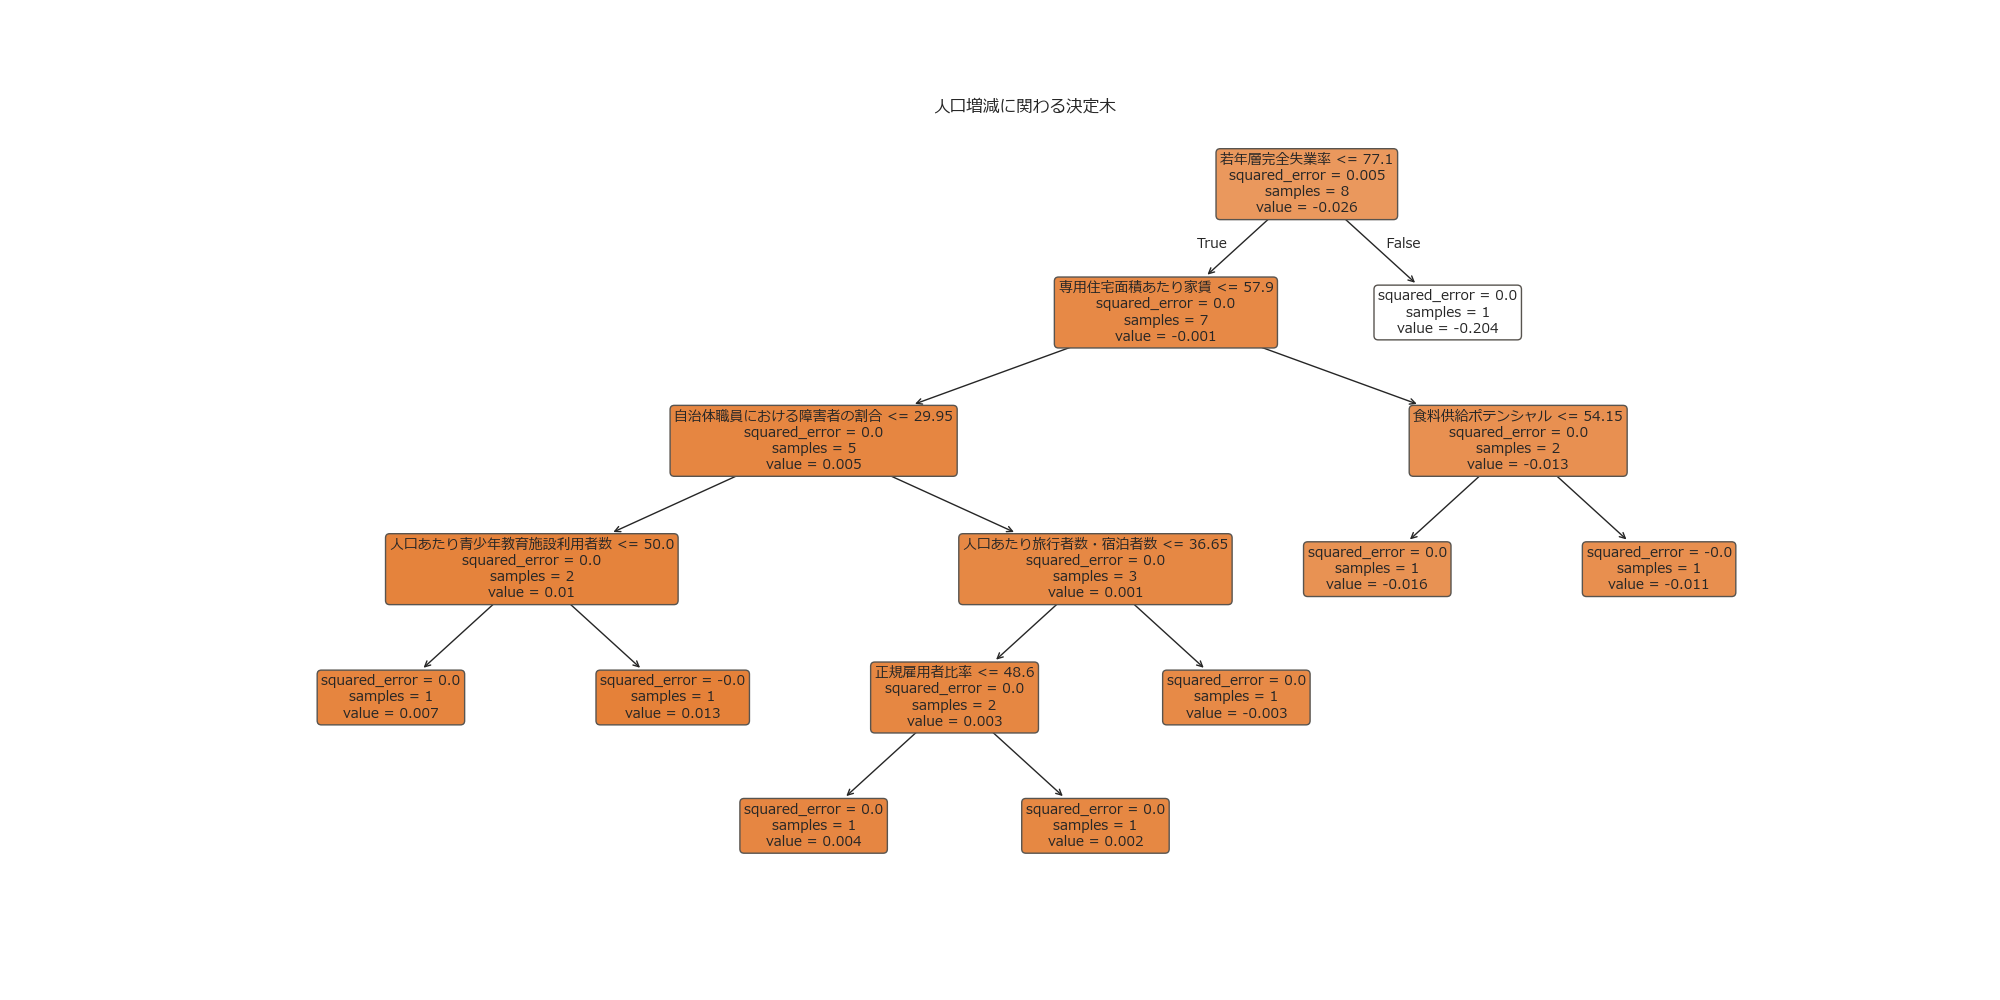 人口増減に関わる決定木
若年層完全失業率 <= 77.1
squared_error = 0.005
samples = 8
value = -0.026
True
False
専用住宅面積あたり家賃 <= 57.9
squared_error = 0.0
samples = 7
value = -0.001
squared_error = 0.0
samples = 1
value = -0.204
自治体職員における障害者の割合 <= 29.95
squared_error = 0.0
samples = 5
value = 0.005
食料供給ポテンシャル <= 54.15
squared_error = 0.0
samples = 2
value = -0.013
人口あたり青少年教育施設利用者数 <= 50.0
squared_error = 0.0
samples = 2
value = 0.01
人口あたり旅行者数・宿泊者数 <= 36.65
squared_error = 0.0
samples = 3
value = 0.001
squared_error = 0.0
samples = 1
value = -0.016
squared_error = -0.0
samples = 1
value = -0.011
squared_error = 0.0
samples = 1
value = 0.007
squared_error = -0.0
samples = 1
value = 0.013
正規雇用者比率 <= 48.6
squared_error = 0.0
samples = 2
value = 0.003
squared_error = 0.0
samples = 1
value = -0.003
squared_error = 0.0
samples = 1
value = 0.004
squared_error = 0.0
samples = 1
value = 0.002